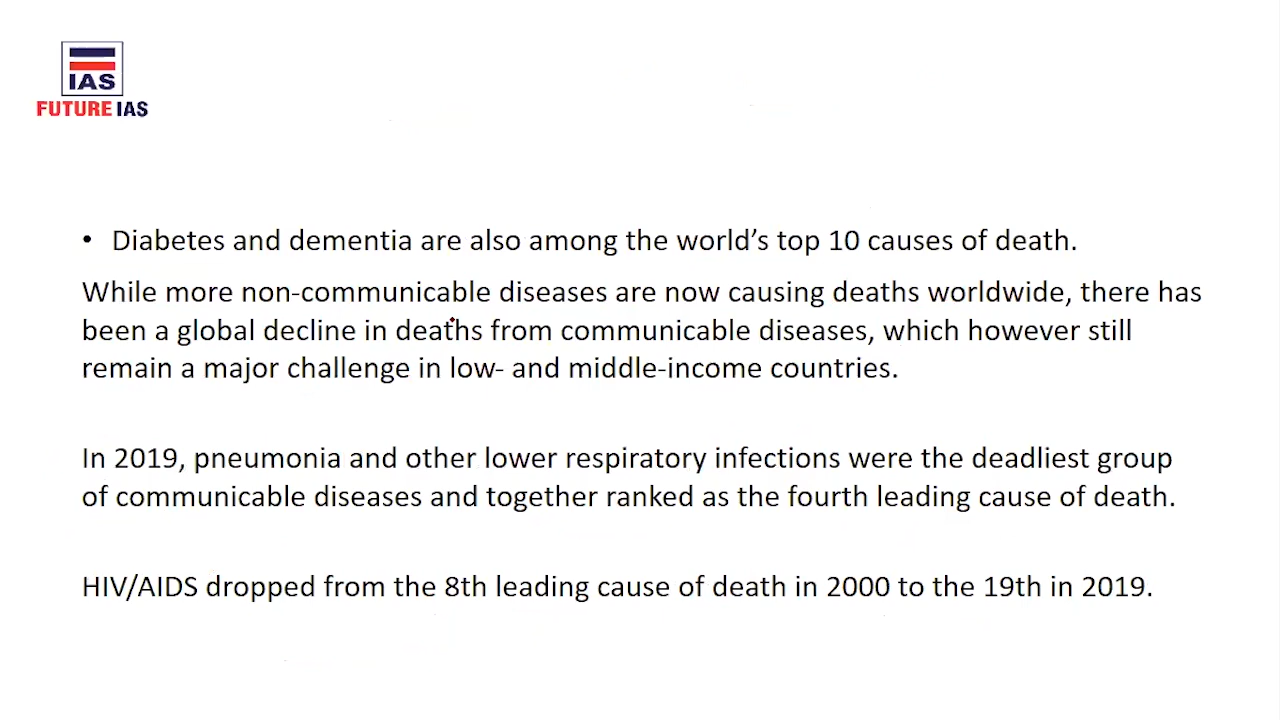 IAS
FUTURE IAS
• Diabetes and dementia are also among the world’s top 10 causes of death.
While more non-communicable diseases are now causing deaths worldwide, there has
been a global decline in deaths from communicable diseases, which however still
remain a major challenge in low- and middle-income countries.
In 2019, pneumonia and other lower respiratory infections were the deadliest group
of communicable diseases and together ranked as the fourth leading cause of death.
HIV/AIDS dropped from the 8th leading cause of death in 2000 to the 19th in 2019.